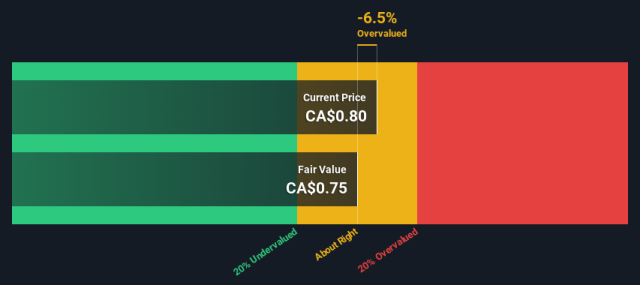 -6.5%
Overvalued
Current Price
CA$0.80
Fair Value
CA$0.75
20% Undervalued
About Right
20% Overvalued